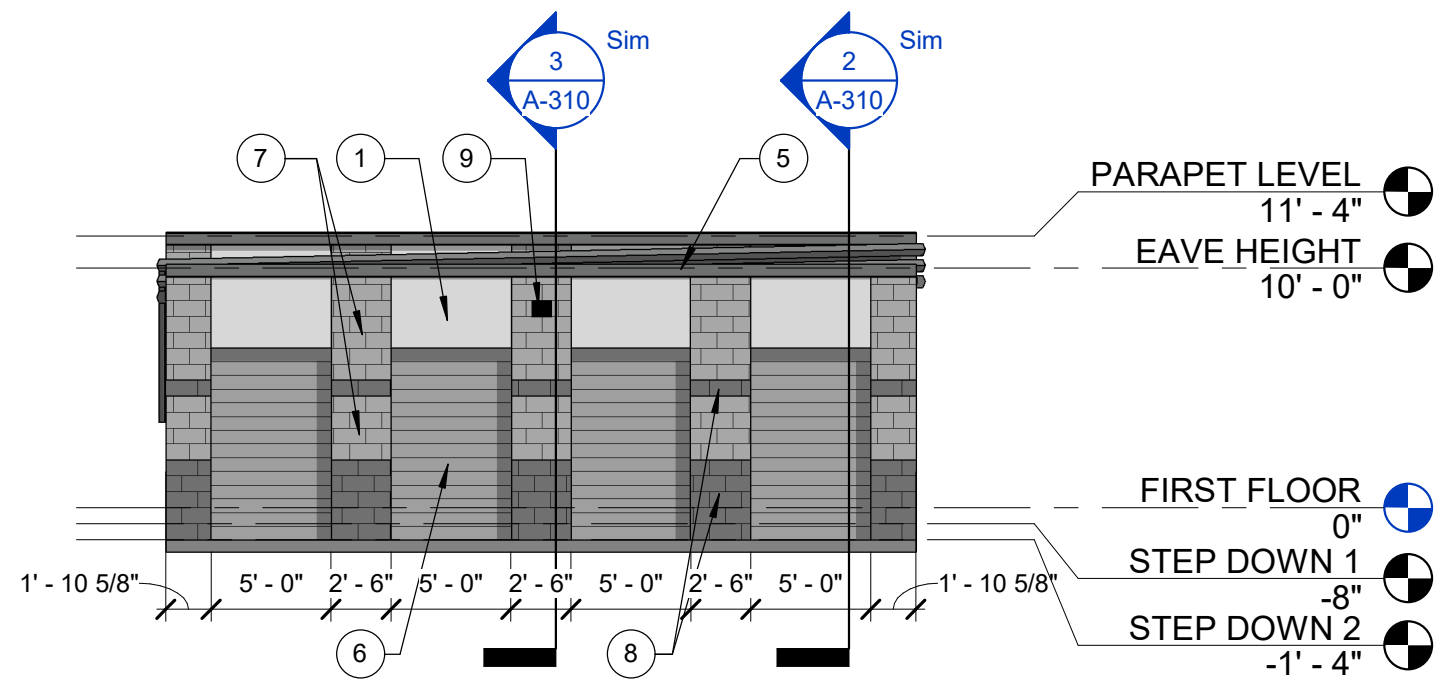 3
A-310
Sim
2
A-310
Sim
7
1
9
5
PARAPET LEVEL
11' - 4"
EAVE HEIGHT
10' - 0"
FIRST FLOOR
0"
STEP DOWN 1
-8"
STEP DOWN 2
-1' - 4"
1' - 10 5/8"
5' - 0"
2' - 6"
5' - 0"
2' - 6"
5' - 0"
2' - 6"
5' - 0"
1' - 10 5/8"
6
8